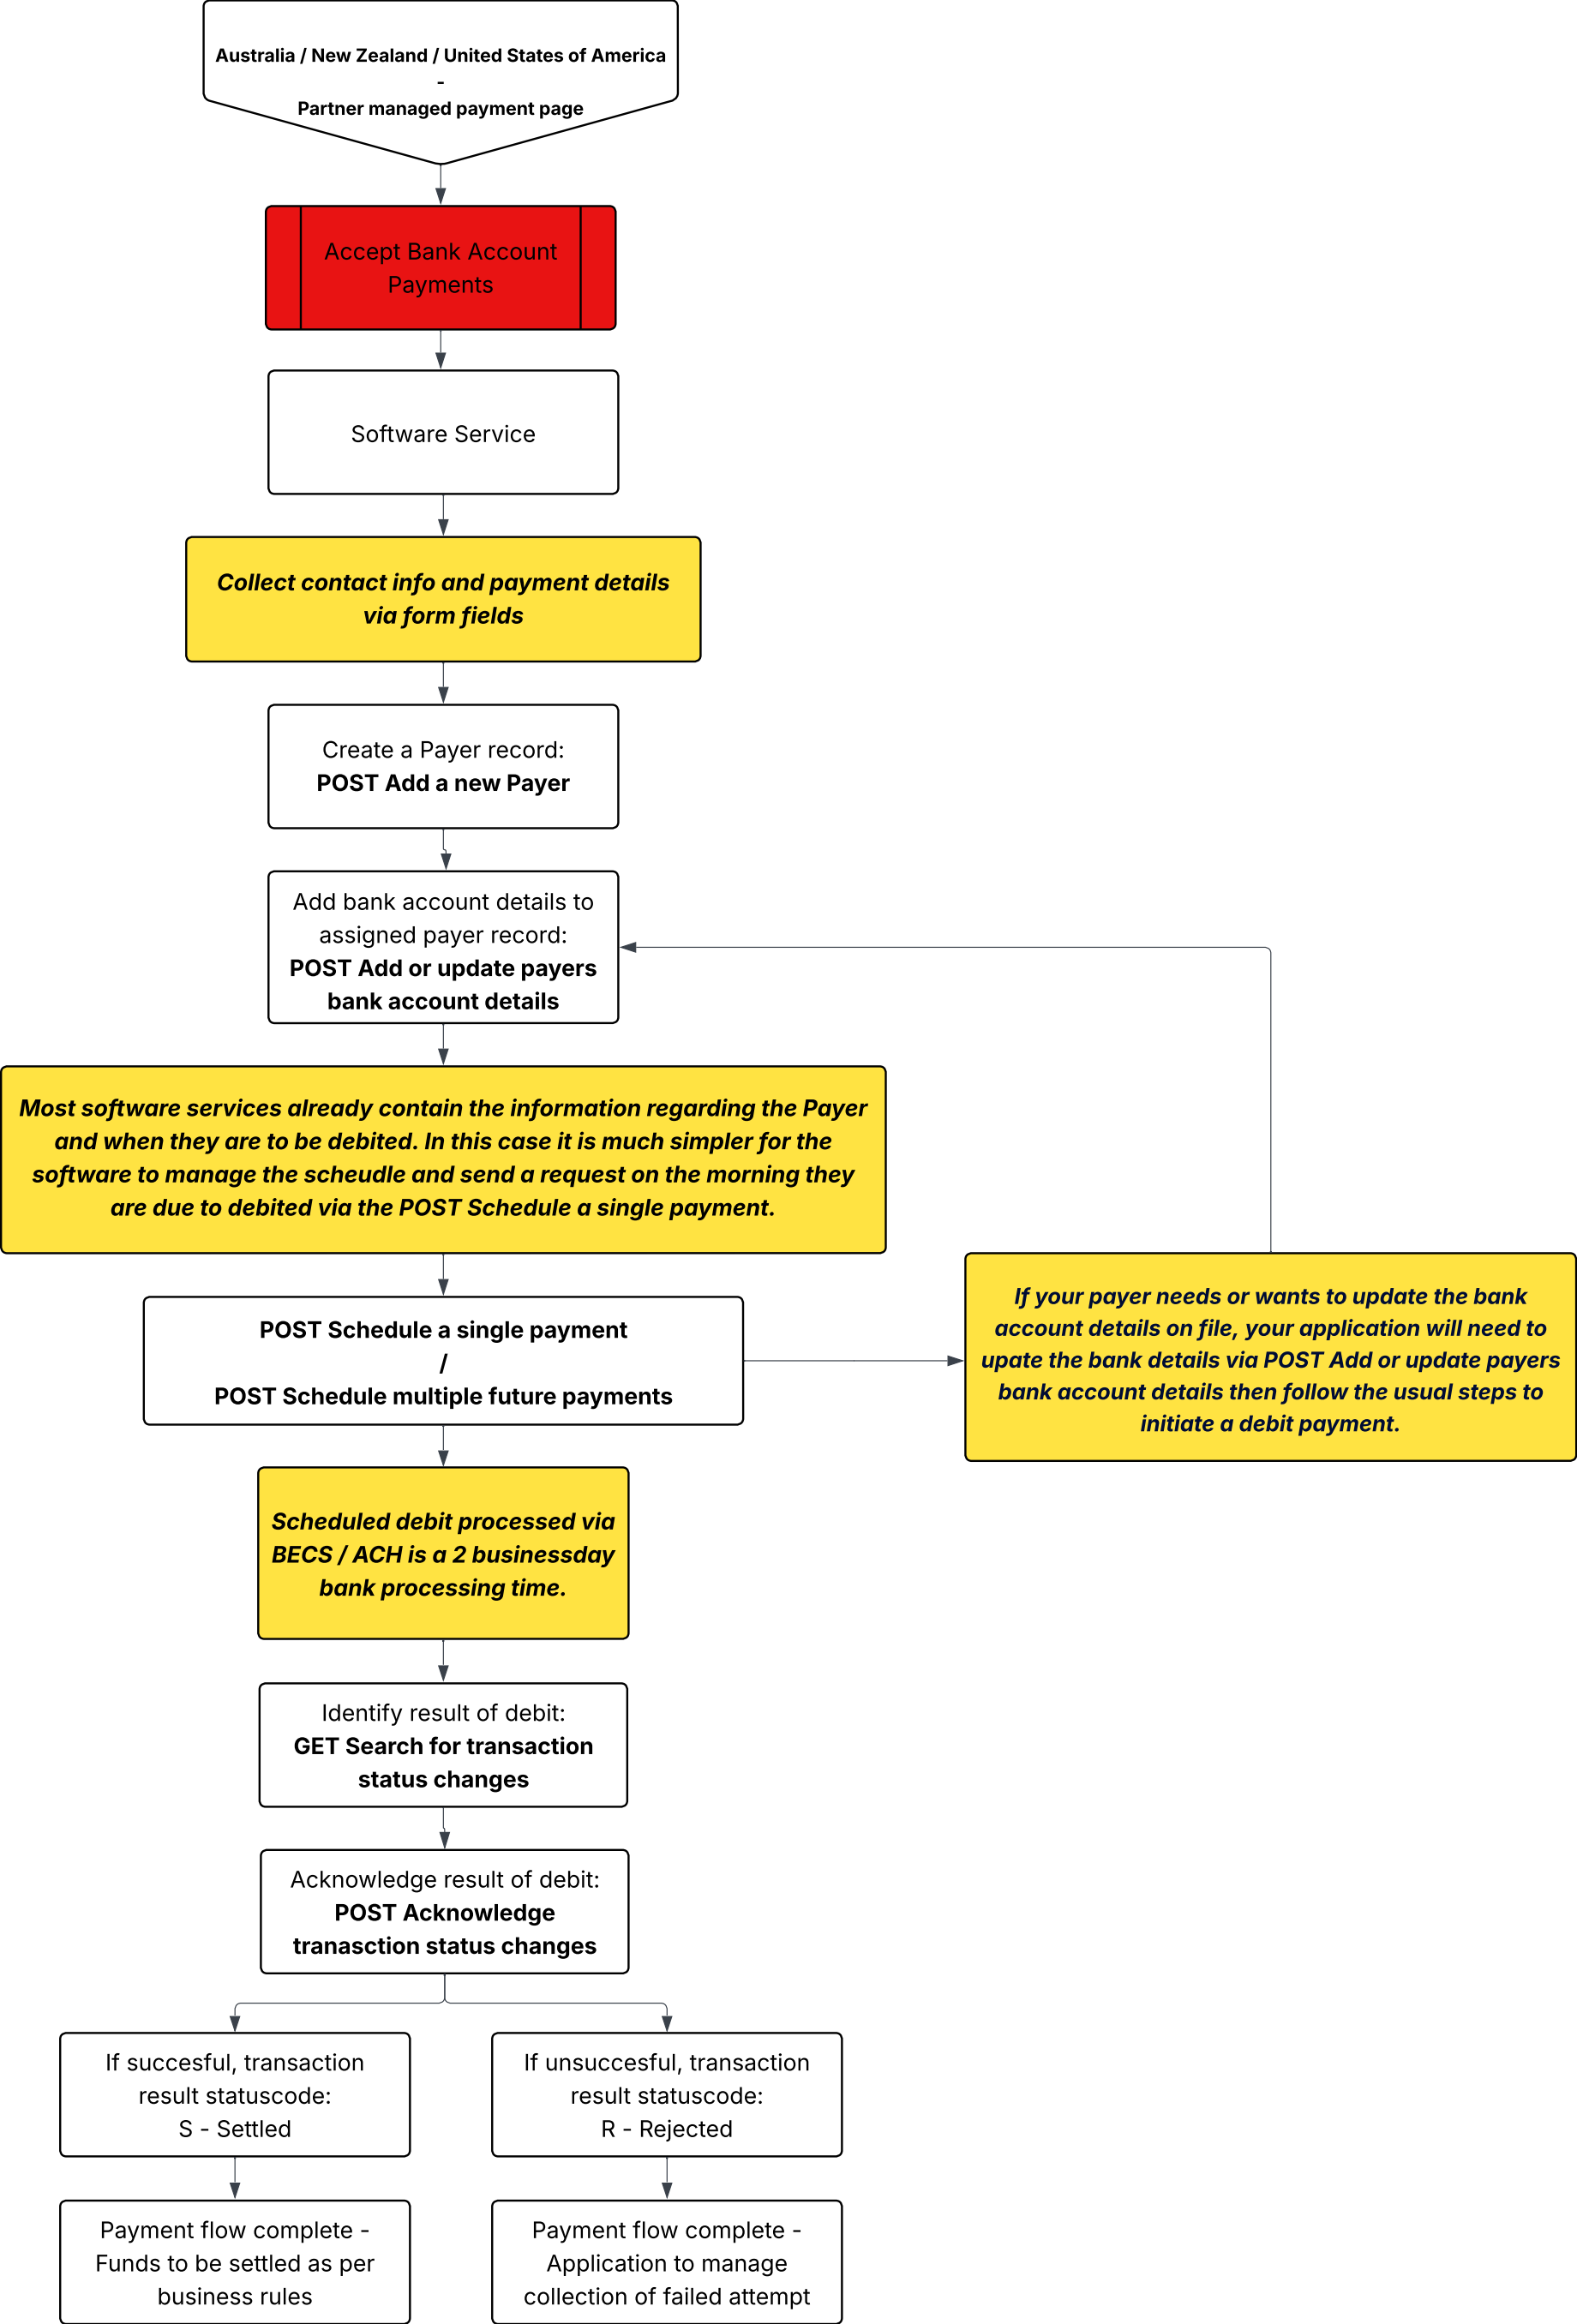 Australia / New Zealand / United States of America
-
Partner managed payment page
Accept Bank Account
Payments
Software Service
Collect contact info and payment details
via form fields
Create a Payer record:
POST Add a new Payer
Add bank account details to
assigned payer record:
POST Add or update payers
bank account details
Most software services already contain the information regarding the Payer
and when they are to be debited. In this case it is much simpler for the
software to manage the scheudle and send a request on the morning they
are due to debited via the POST Schedule a single payment.
POST Schedule a single payment
/
POST Schedule multiple future payments
If your payer needs or wants to update the bank
account details on file, your application will need to
upate the bank details via POST Add or update payers
bank account details then follow the usual steps to
initiate a debit payment.
Scheduled debit processed via
BECS / ACH is a 2 businessday
bank processing time.
Identify result of debit:
GET Search for transaction
status changes
Acknowledge result of debit:
POST Acknowledge
tranasction status changes
If succesful, transaction
result statuscode:
S - Settled
If unsuccesful, transaction
result statuscode:
R - Rejected
Payment flow complete -
Funds to be settled as per
business rules
Payment flow complete -
Application to manage
collection of failed attempt